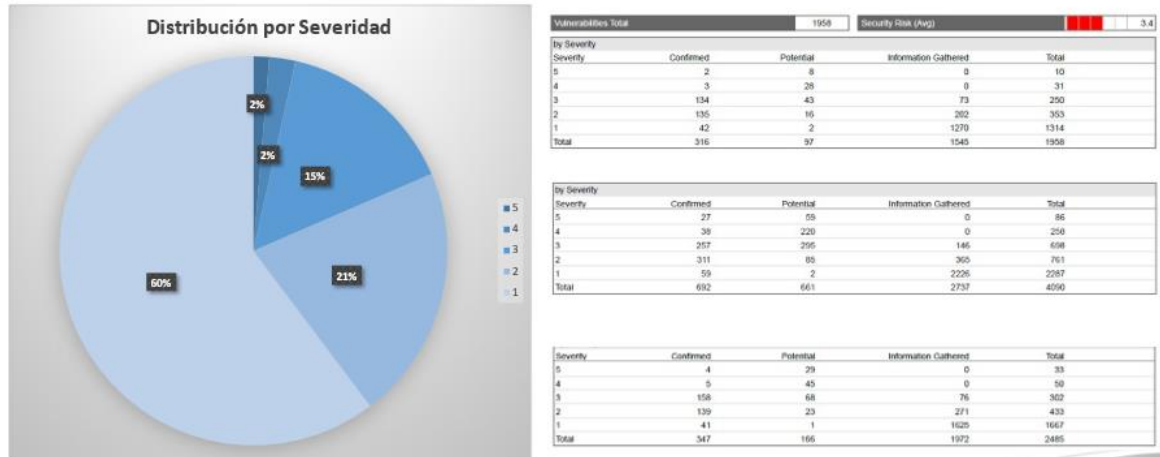 Distribución por Severidad
2%
2%
15%
21%
60%
5
4
3
2
1
Vulnerabilities Total 1958 Security Risk (Avg) 3.4
by Severity
Severity Confirmed Potential Information Gathered Total
5 2 8 0 10
4 3 28 0 31
3 134 43 73 250
2 135 16 202 353
1 42 2 1270 1314
Total 316 97 1545 1958
by Severity
Severity Confirmed Potential Information Gathered Total
5 27 59 0 86
4 38 220 0 258
3 257 295 146 698
2 311 85 365 761
1 59 2 2226 2287
Total 692 661 2737 4090
Severity Confirmed Potential Information Gathered Total
5 4 29 0 33
4 5 45 0 50
3 158 68 76 302
2 139 23 271 433
1 41 1 1625 1667
Total 347 166 1972 2485